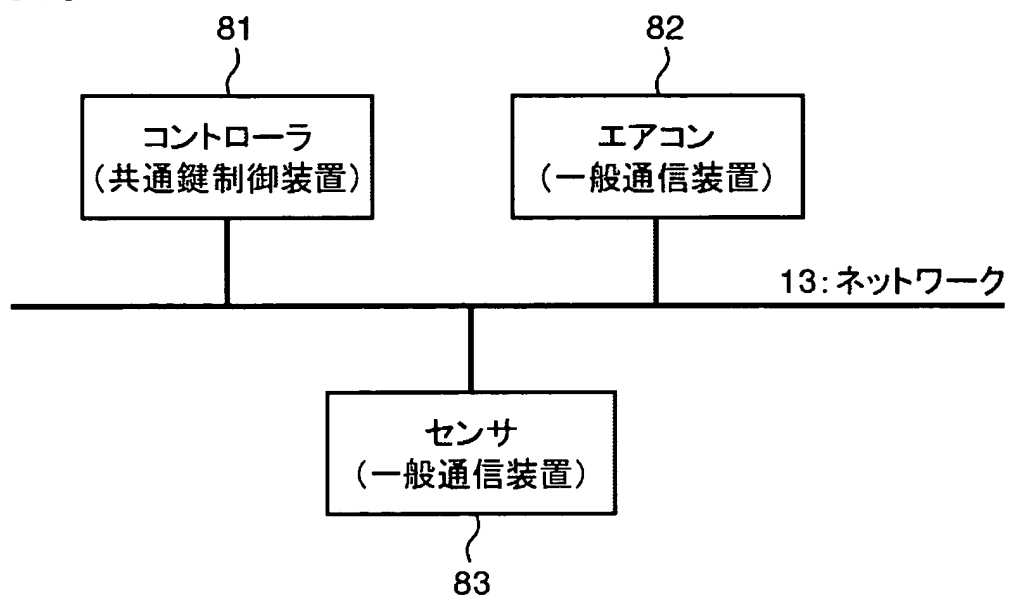 81
82
コントローラ
(共通鍵制御装置)
エアコン
(一般通信装置)
13:ネットワーク
センサ
(一般通信装置)
83